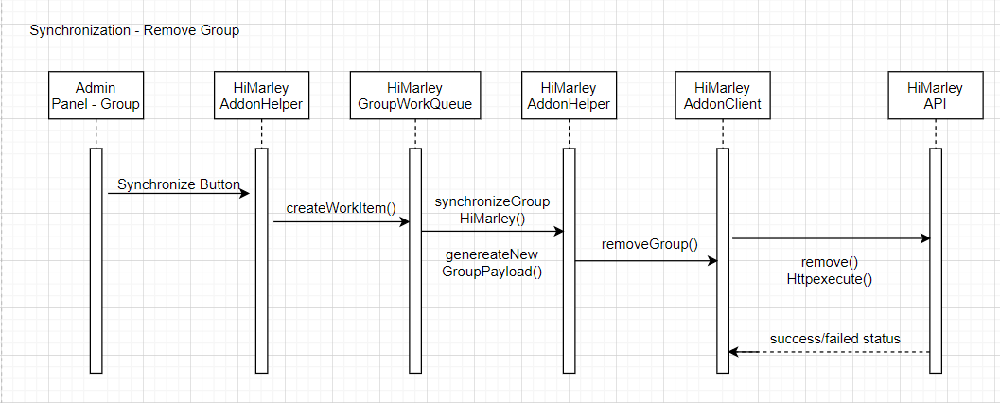 Synchronization - Remove Group
Admin
Panel - Group
HiMarley
AddonHelper
HiMarley
GroupWorkQueue
HiMarley
AddonHelper
HiMarley
AddonClient
HiMarley
API
Synchronize Button
createWorkItem()
synchronizeGroup
HiMarley()
genereateNew
GroupPayload()
removeGroup()
remove()
Httpexecute()
success/failed status